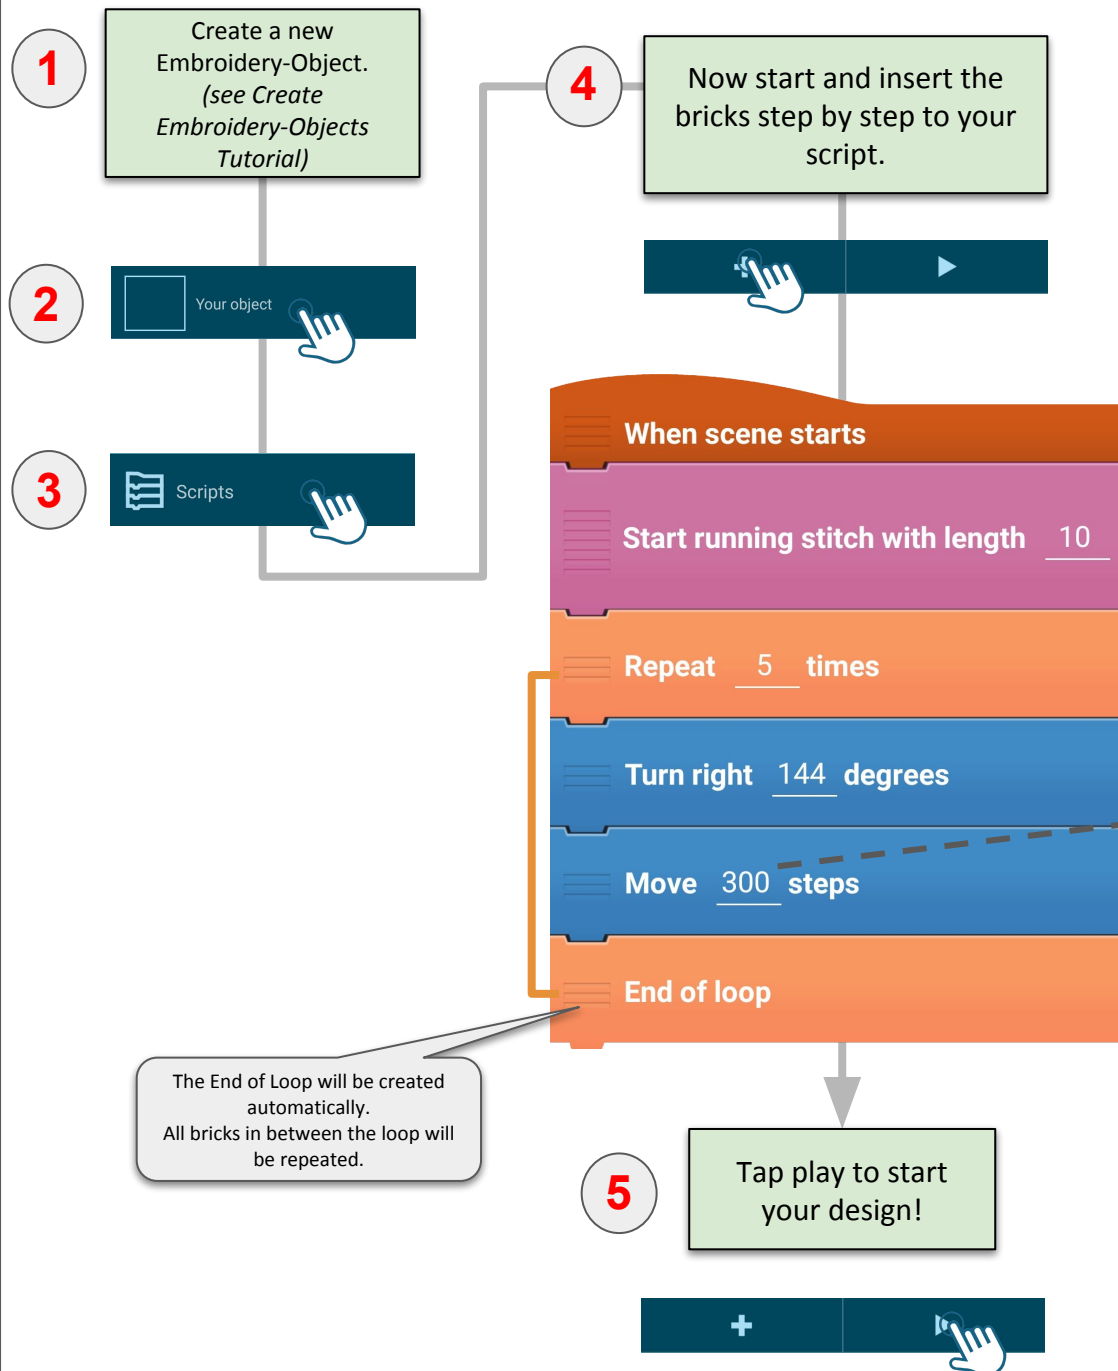 1
Create a new
Embroidery-Object.
(see Create
Embroidery-Objects
Tutorial)
2
Your object
3
Scripts
4
Now start and insert the
bricks step by step to your
script.
When scene starts
Start running stitch with length 10
Repeat 5 times
Turn right 144 degrees
Move 300 steps
End of loop
The End of Loop will be created
automatically.
All bricks in between the loop will
be repeated.
5
Tap play to start
your design!